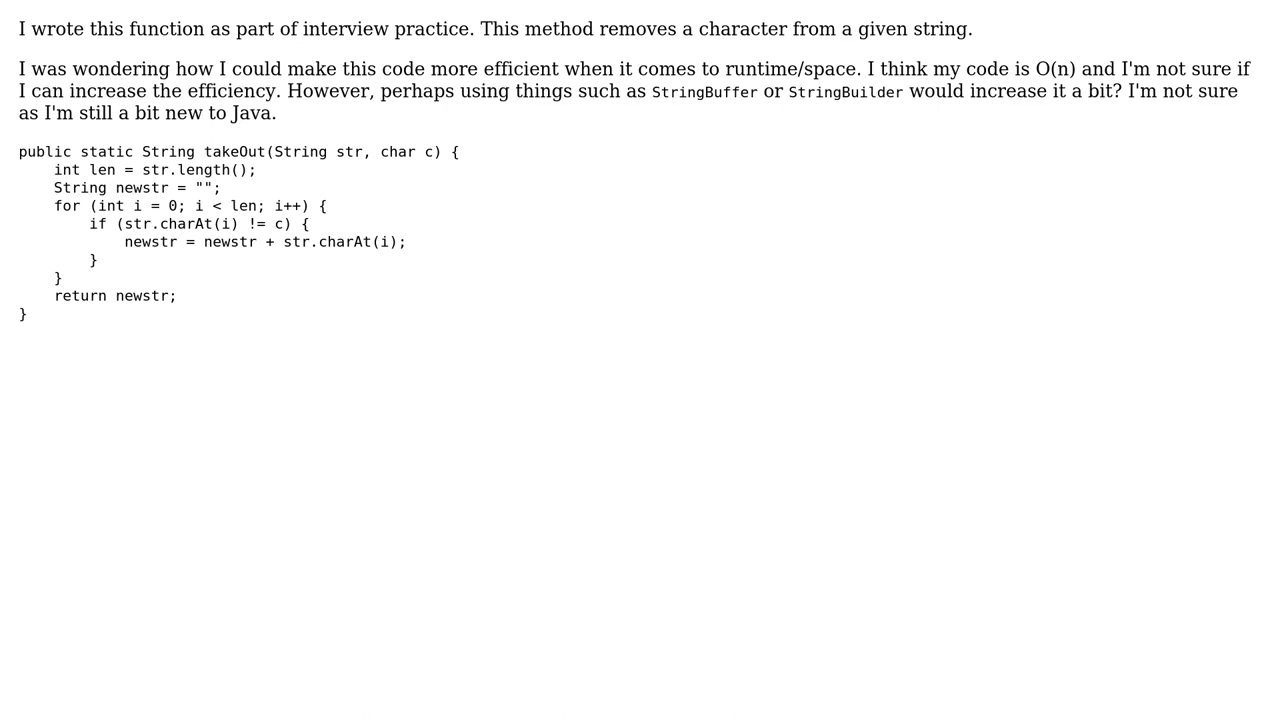 I wrote this function as part of interview practice. This method removes a character from a given string.
I was wondering how I could make this code more efficient when it comes to runtime/space. I think my code is O(n) and I'm not sure if
I can increase the efficiency. However, perhaps using things such as StringBuffer or StringBuilder would increase it a bit? I'm not sure
as I'm still a bit new to Java.
public static String takeOut(String str, char c) {
    int len = str.length();
    String newstr = "";
    for (int i = 0; i < len; i++) {
        if (str.charAt(i) != c) {
            newstr = newstr + str.charAt(i);
        }
    }
    return newstr;
}